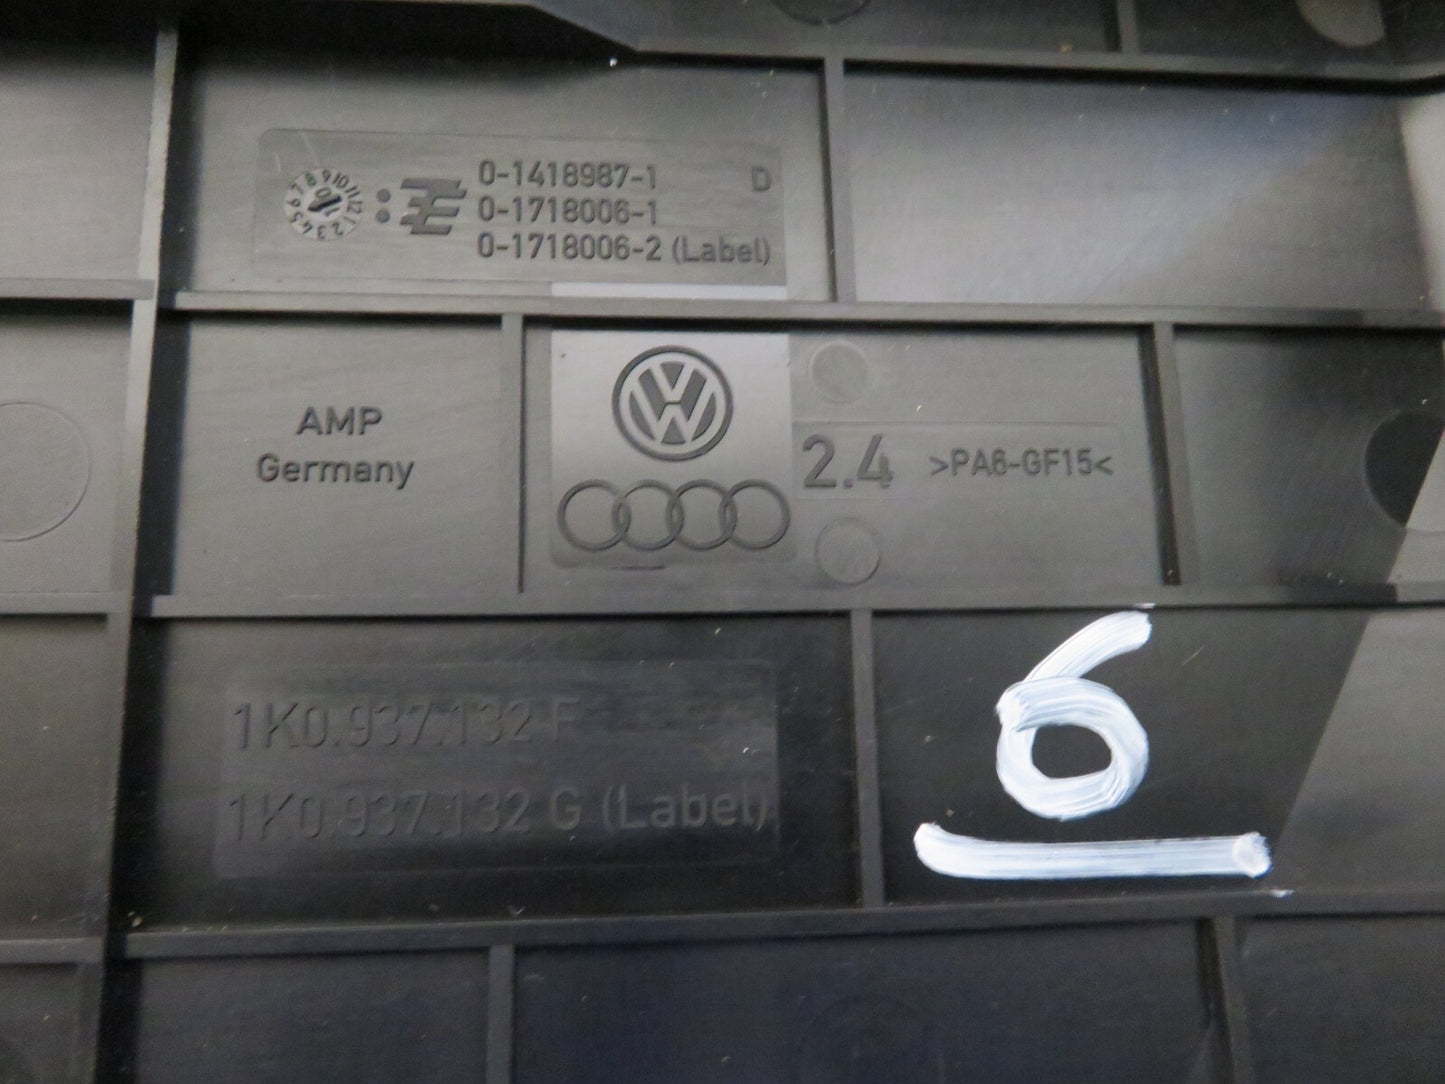 0-1418987-1 D
0-1718006-1
0-1718006-2 (Label)
AMP
Germany
2.4 >PA6-GF15<
1K0.937.132 F
1K0.937.132 G (Label)
6